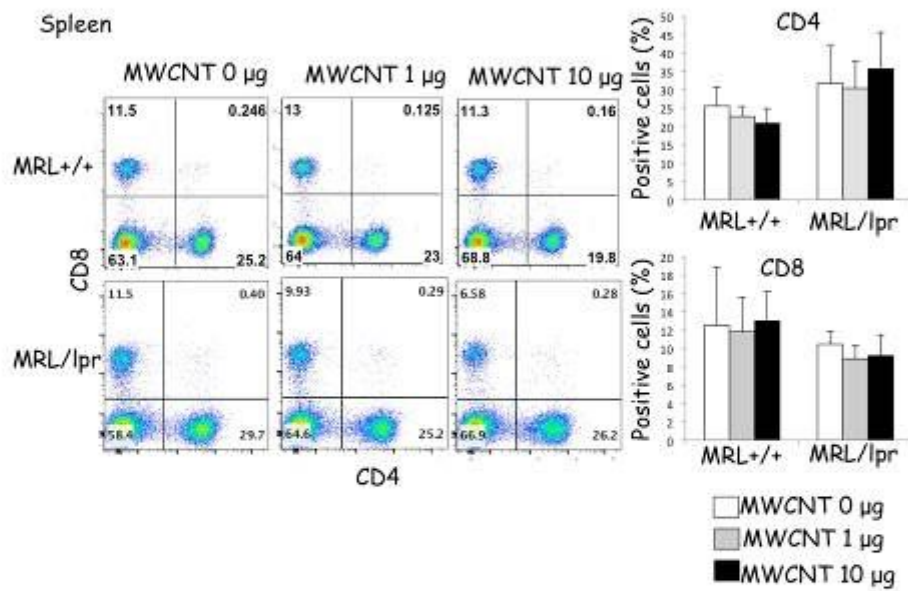 Spleen
MWCNT 0 µg
MWCNT 1 µg
MWCNT 10 µg
MRL+/+
11.5
0.246
63.1
25.2
13
0.125
64
23
11.3
0.16
68.8
19.8
CD8
MRL/lpr
11.5
0.40
58.4
29.7
9.93
0.29
64.6
25.2
6.58
0.28
66.9
26.2
CD4
CD4
Positive cells (%)
50
45
40
35
30
25
20
15
10
5
0
MRL+/+
MRL/lpr
CD8
Positive cells (%)
20
18
16
14
12
10
8
6
4
2
0
MRL+/+
MRL/lpr
MWCNT 0 µg
MWCNT 1 µg
MWCNT 10 µg